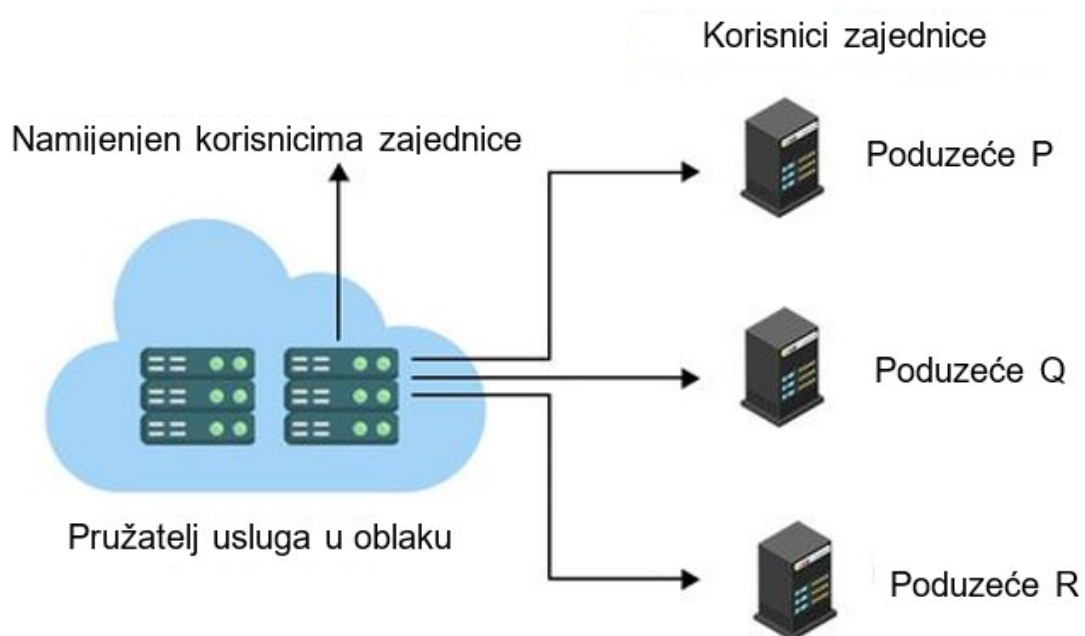 Korisnici zajednice
Namijenjen korisnicima zajednice
Poduzeće P
Poduzeće Q
Pružatelj usluga u oblaku
Poduzeće R